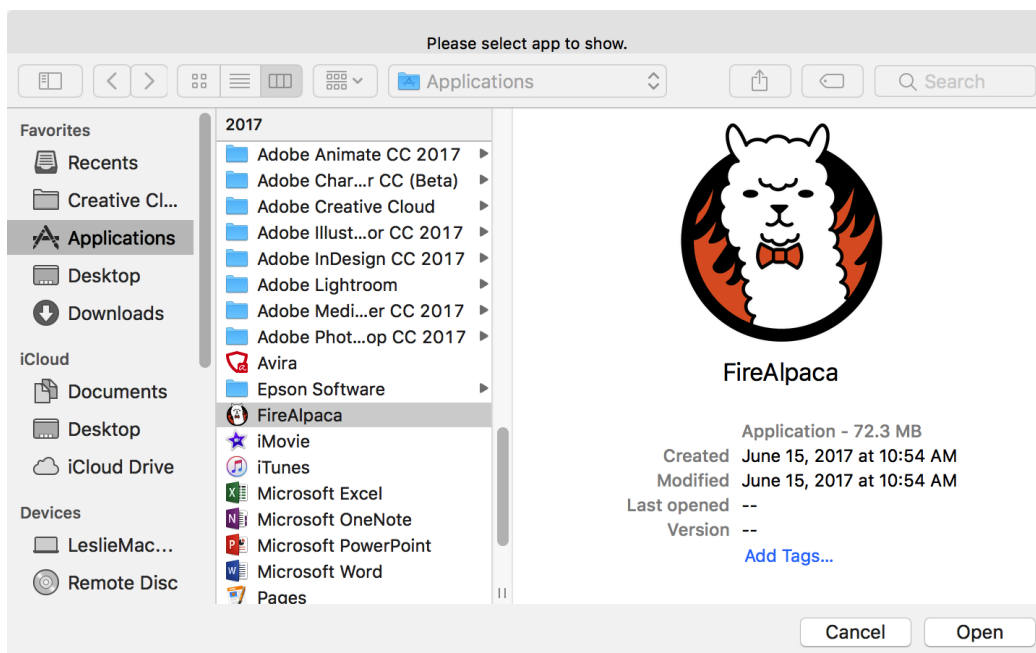 Please select app to show.
Applications
Search
Favorites
Recents
Creative Cl...
Applications
Desktop
Downloads
iCloud
Documents
Desktop
iCloud Drive
Devices
LeslieMac...
Remote Disc
2017
Adobe Animate CC 2017
Adobe Char...r CC (Beta)
Adobe Creative Cloud
Adobe Illust...or CC 2017
Adobe InDesign CC 2017
Adobe Lightroom
Adobe Medi...er CC 2017
Adobe Phot...op CC 2017
Avira
Epson Software
FireAlpaca
iMovie
iTunes
Microsoft Excel
Microsoft OneNote
Microsoft PowerPoint
Microsoft Word
Pages
FireAlpaca
Application - 72.3 MB
Created June 15, 2017 at 10:54 AM
Modified June 15, 2017 at 10:54 AM
Last opened --
Version --
Add Tags...
Cancel
Open